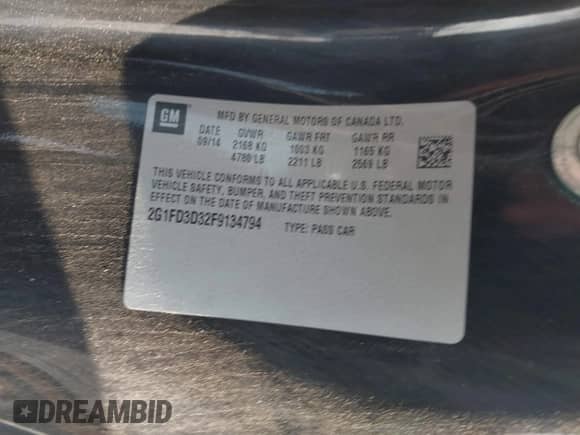 GM
MFD BY GENERAL MOTORS OF CANADA LTD.
DATE GVWR GAWR FRT GAWR RR
09/14 2168 KG 1003 KG 1165 KG
4780 LB 2211 LB 2569 LB
THIS VEHICLE CONFORMS TO ALL APPLICABLE U.S. FEDERAL MOTOR
VEHICLE SAFETY, BUMPER, AND THEFT PREVENTION STANDARDS IN
EFFECT ON THE DATE OF MANUFACTURE SHOWN ABOVE.
2G1FD3D32F9134794 TYPE: PASS CAR
DREAMBID